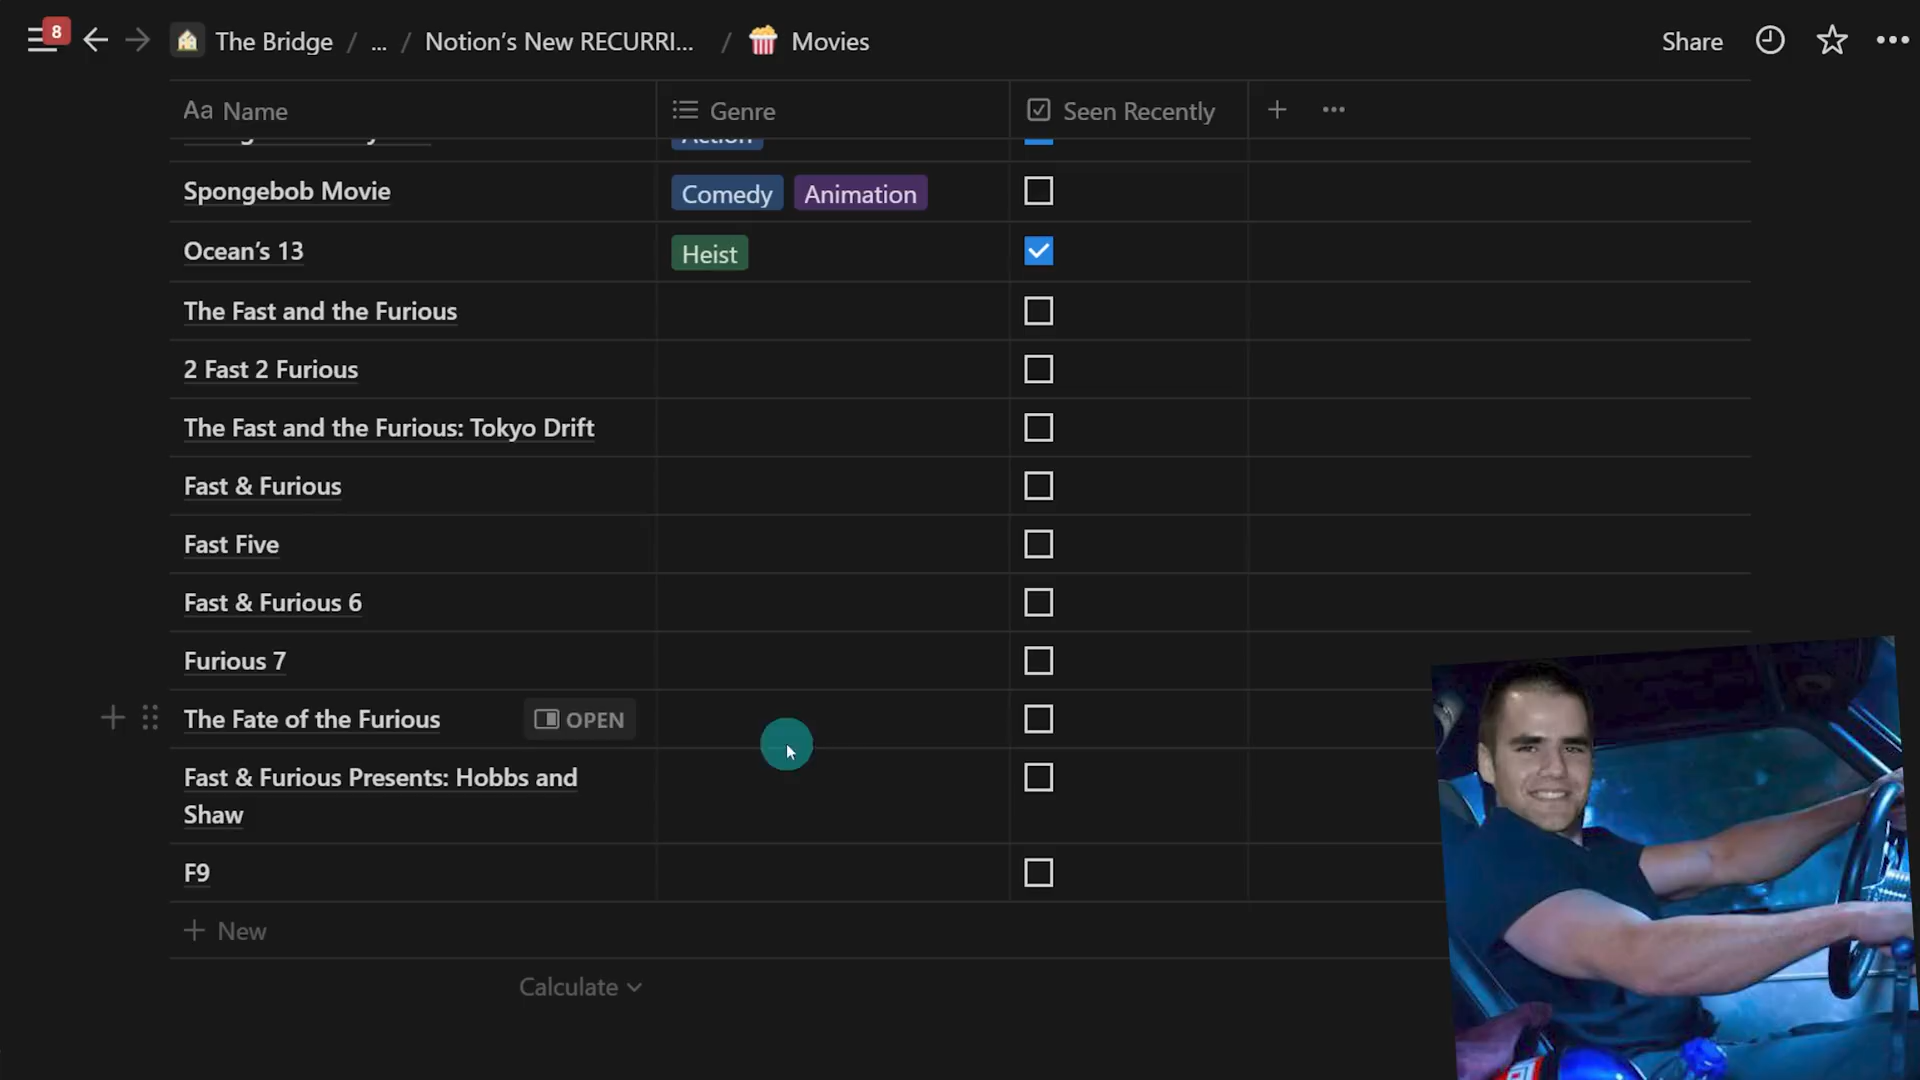 8
The Bridge / ... / Notion's New RECURRI... / Movies
Share
Aa Name
Genre
Seen Recently
Action
Spongebob Movie
Comedy Animation
Ocean's 13
Heist
The Fast and the Furious
2 Fast 2 Furious
The Fast and the Furious: Tokyo Drift
Fast & Furious
Fast Five
Fast & Furious 6
Furious 7
The Fate of the Furious
OPEN
Fast & Furious Presents: Hobbs and
Shaw
F9
New
Calculate